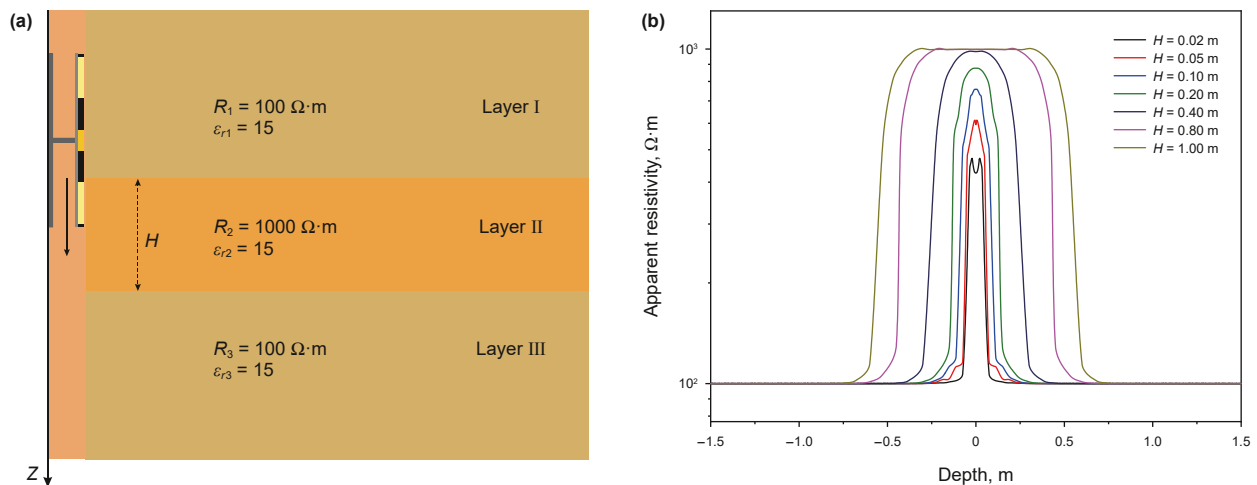 (a)
R₁ = 100 Ω·m
εr1 = 15
Layer I
H
R₂ = 1000 Ω·m
εr2 = 15
Layer II
R₃ = 100 Ω·m
εr3 = 15
Layer III
Z
(b)
Apparent resistivity, Ω·m
10³
10²
H = 0.02 m
H = 0.05 m
H = 0.10 m
H = 0.20 m
H = 0.40 m
H = 0.80 m
H = 1.00 m
−1.5 −1.0 −0.5 0 0.5 1.0 1.5
Depth, m